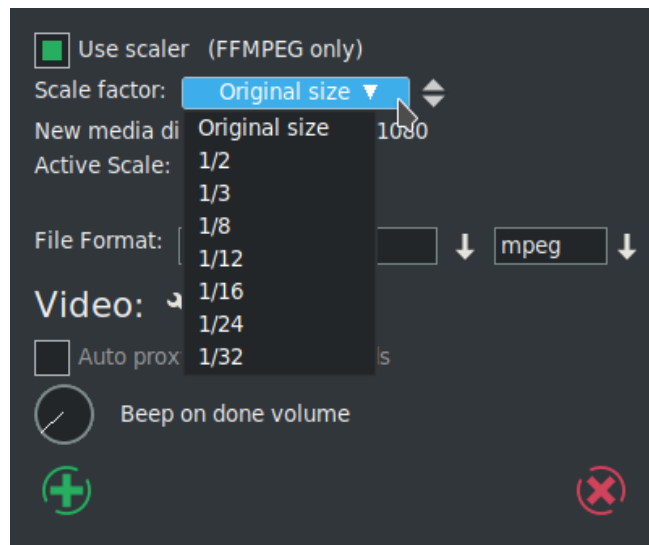 Use scaler (FFMPEG only)
Scale factor: Original size ▼
Original size
New media di 1080
1/2
Active Scale:
1/3
1/8
File Format: mpeg
1/12
1/16
Video:
1/24
1/32
Auto prox s
Beep on done volume